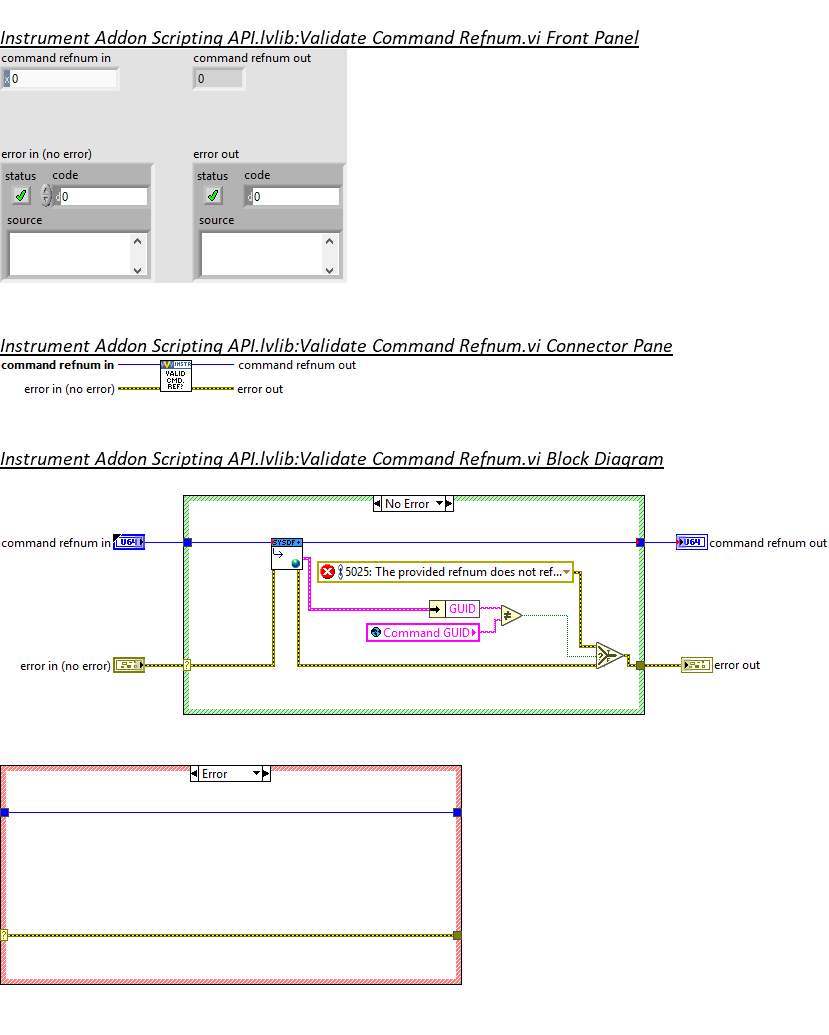 Instrument Addon Scripting API.lvlib:Validate Command Refnum.vi Front Panel
command refnum in
command refnum out
x 0
0
error in (no error)
error out
status code
status code
d 0
d 0
source
source
Instrument Addon Scripting API.lvlib:Validate Command Refnum.vi Connector Pane
command refnum in
INSTR
VALID
CMD.
REF?
command refnum out
error in (no error)
error out
Instrument Addon Scripting API.lvlib:Validate Command Refnum.vi Block Diagram
No Error
command refnum in
U64
SYSDF
U64
command refnum out
5025: The provided refnum does not ref...
GUID
≠
Command GUID
error in (no error)
?
?
T
F
error out
Error
?